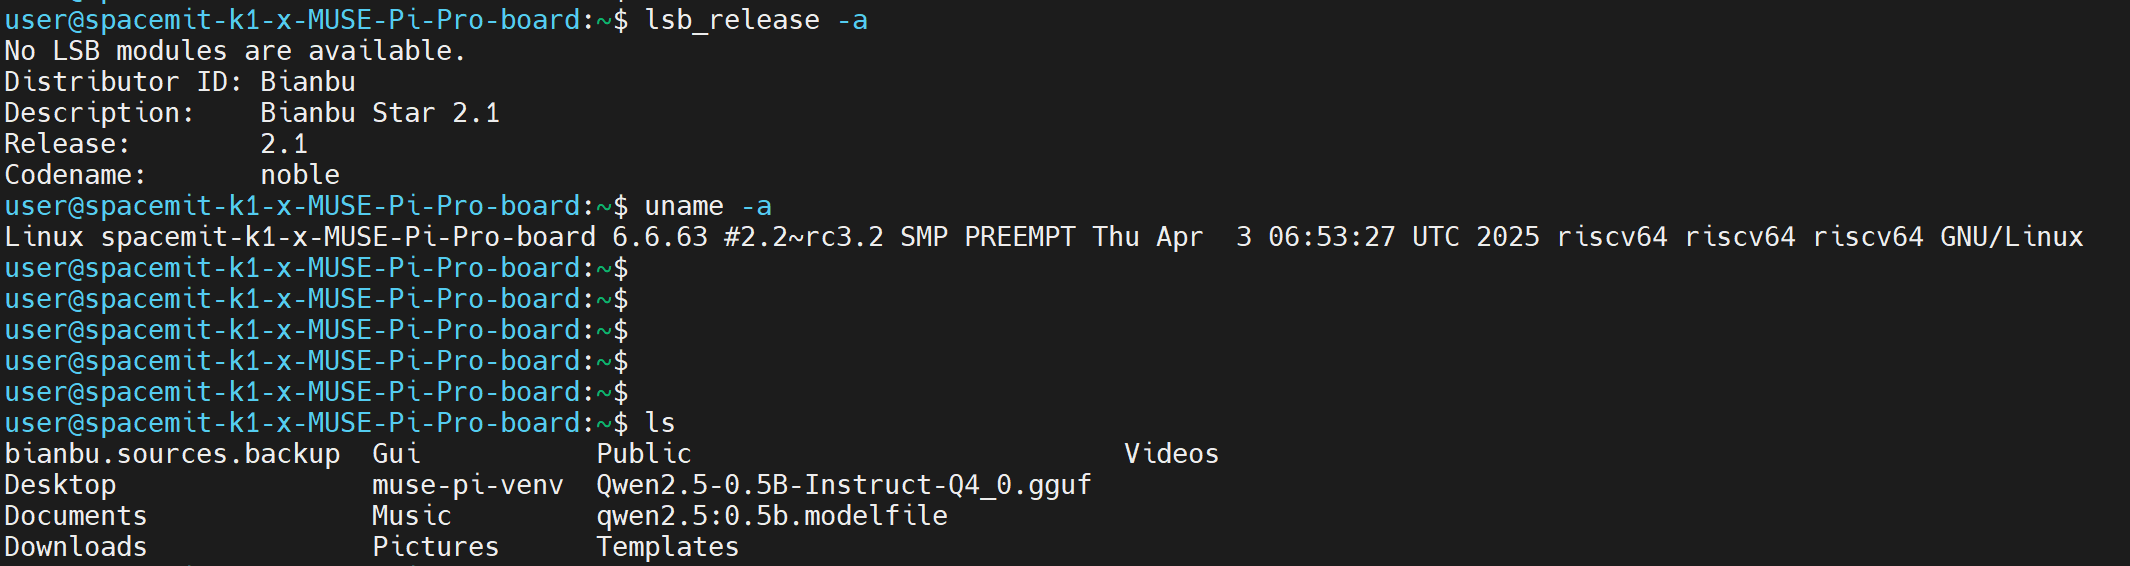 user@spacemit-k1-x-MUSE-Pi-Pro-board:~$ lsb_release -a
No LSB modules are available.
Distributor ID: Bianbu
Description:    Bianbu Star 2.1
Release:        2.1
Codename:       noble
user@spacemit-k1-x-MUSE-Pi-Pro-board:~$ uname -a
Linux spacemit-k1-x-MUSE-Pi-Pro-board 6.6.63 #2.2~rc3.2 SMP PREEMPT Thu Apr  3 06:53:27 UTC 2025 riscv64 riscv64 riscv64 GNU/Linux
user@spacemit-k1-x-MUSE-Pi-Pro-board:~$
user@spacemit-k1-x-MUSE-Pi-Pro-board:~$
user@spacemit-k1-x-MUSE-Pi-Pro-board:~$
user@spacemit-k1-x-MUSE-Pi-Pro-board:~$
user@spacemit-k1-x-MUSE-Pi-Pro-board:~$
user@spacemit-k1-x-MUSE-Pi-Pro-board:~$ ls
bianbu.sources.backup  Gui           Public                           Videos
Desktop                muse-pi-venv  Qwen2.5-0.5B-Instruct-Q4_0.gguf
Documents              Music         qwen2.5:0.5b.modelfile
Downloads              Pictures      Templates